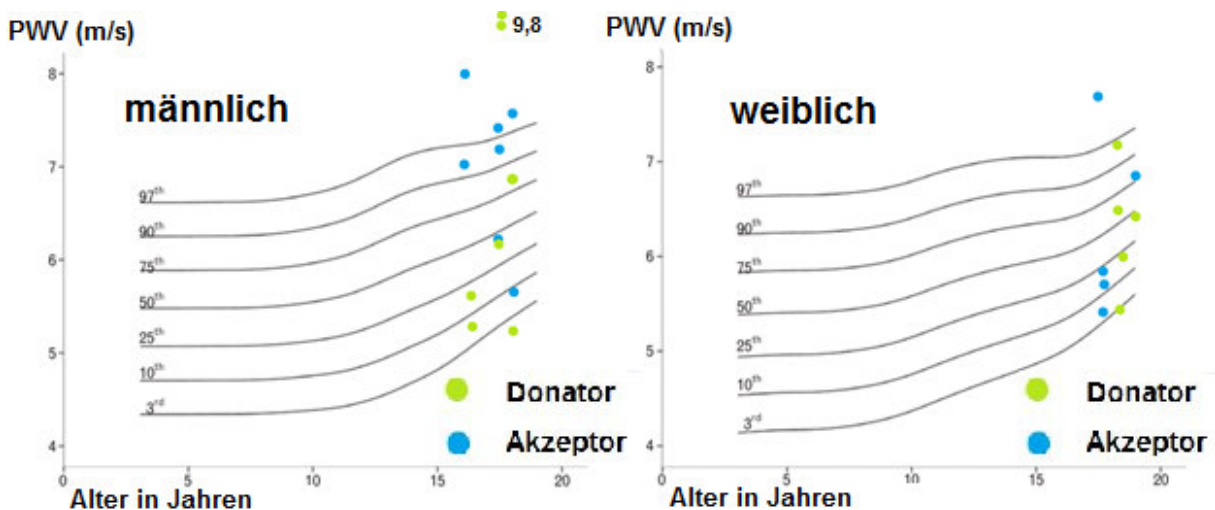 PWV (m/s)
9,8
männlich
8
7
6
5
4
97th
90th
75th
50th
25th
10th
3rd
Donator
Akzeptor
0
5
10
15
20
Alter in Jahren
PWV (m/s)
weiblich
8
7
6
5
4
97th
90th
75th
50th
25th
10th
3rd
Donator
Akzeptor
0
5
10
15
20
Alter in Jahren